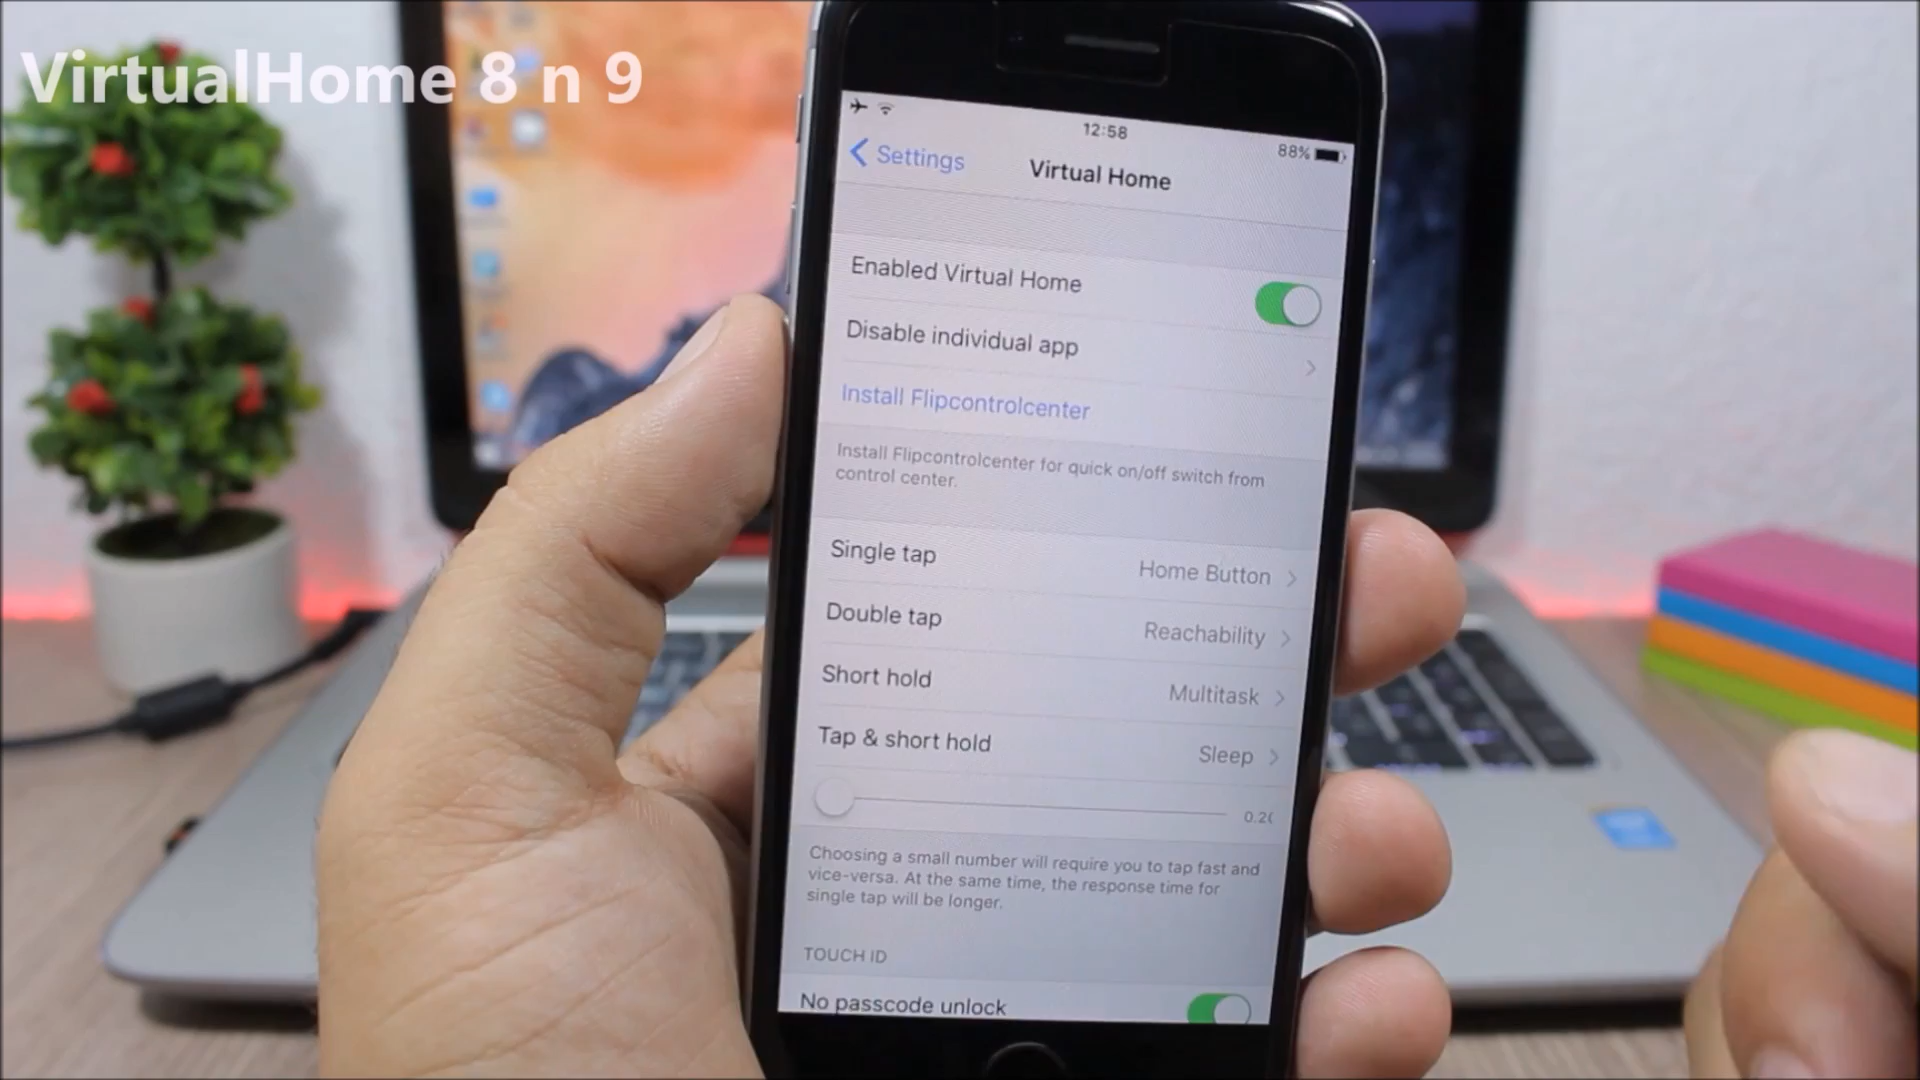 VirtualHome 8 n 9
12:58
88%
Settings
Virtual Home
Enabled Virtual Home
Disable individual app
Install Flipcontrolcenter
Install Flipcontrolcenter for quick on/off switch from
control center.
Single tap Home Button
Double tap Reachability
Short hold Multitask
Tap & short hold Sleep
0.20
Choosing a small number will require you to tap fast and
vice-versa. At the same time, the response time for
single tap will be longer.
TOUCH ID
No passcode unlock